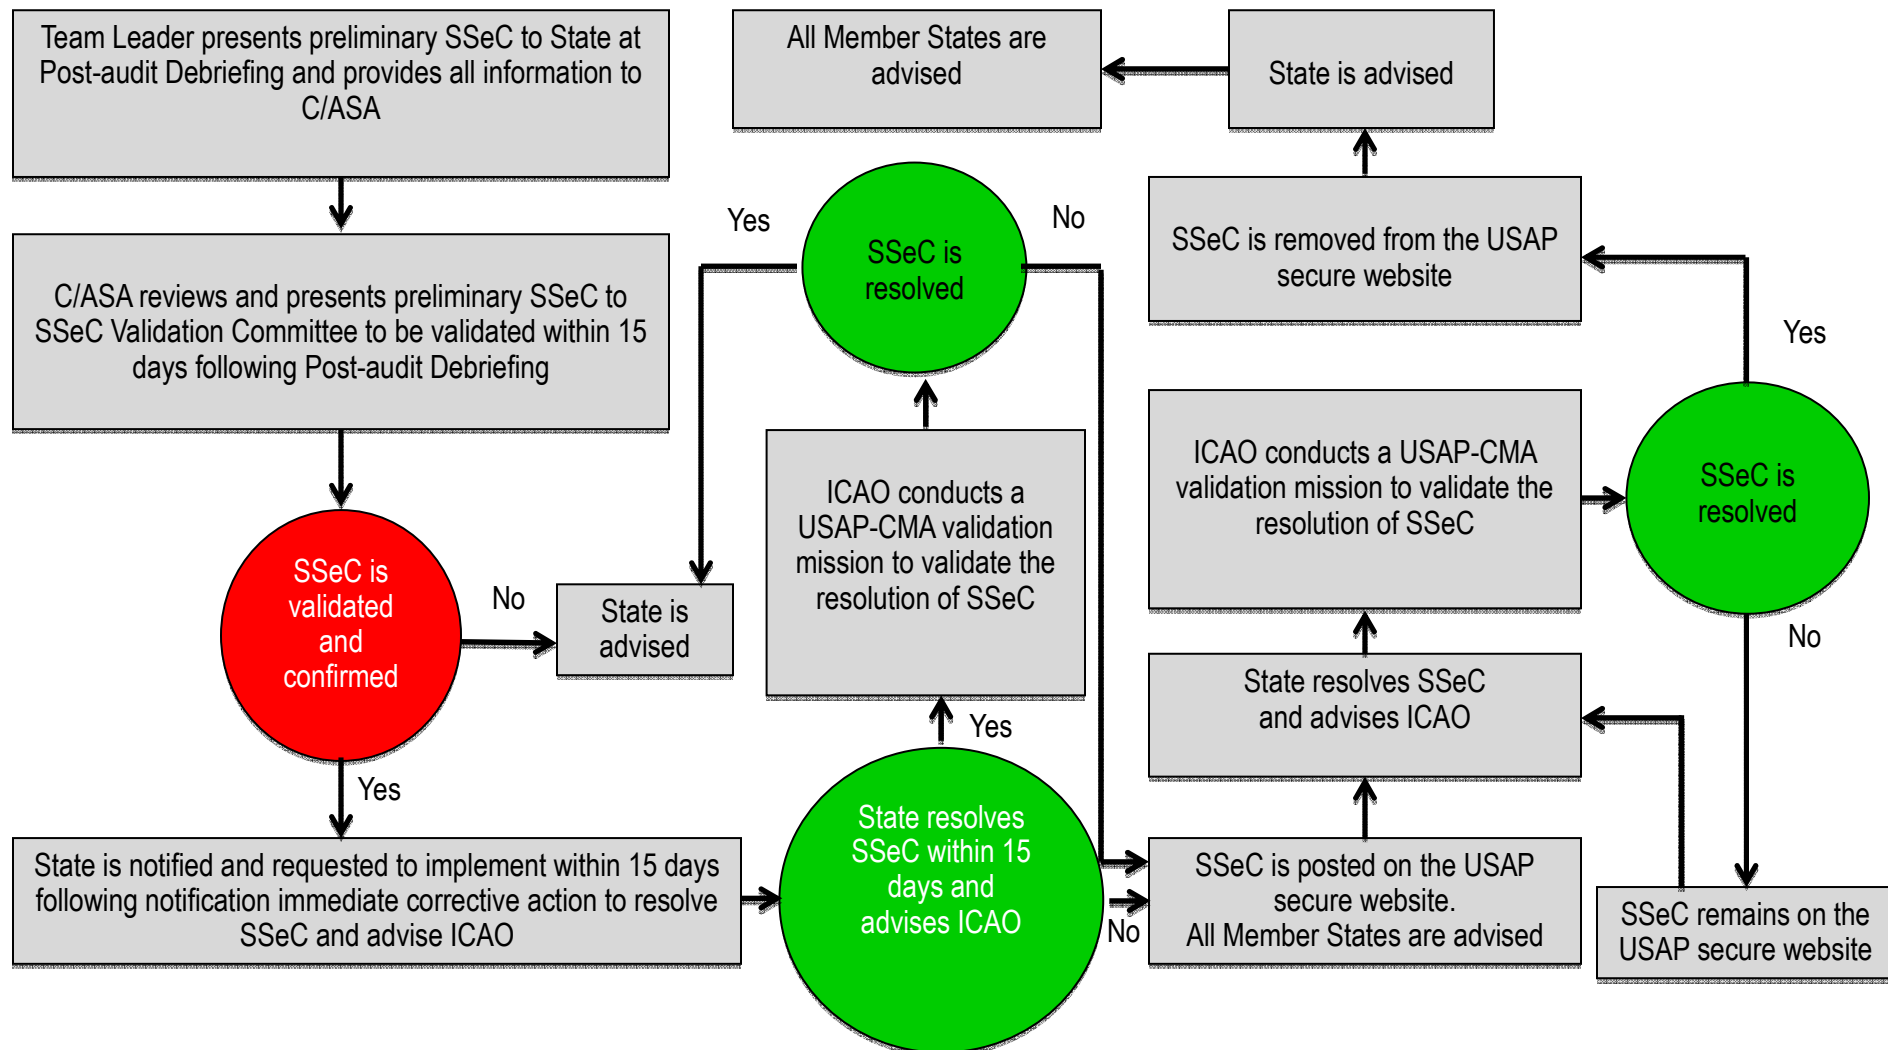 Team Leader presents preliminary SSeC to State at
Post-audit Debriefing and provides all information to
C/ASA
C/ASA reviews and presents preliminary SSeC to
SSeC Validation Committee to be validated within 15
days following Post-audit Debriefing
SSeC is
validated
and
confirmed
No
State is
advised
Yes
State is notified and requested to implement within 15 days
following notification immediate corrective action to resolve
SSeC and advise ICAO
State resolves
SSeC within 15
days and
advises ICAO
Yes
No
ICAO conducts a
USAP-CMA validation
mission to validate the
resolution of SSeC
SSeC is
resolved
Yes
No
SSeC is posted on the USAP
secure website.
All Member States are advised
State resolves SSeC
and advises ICAO
ICAO conducts a USAP-CMA
validation mission to validate the
resolution of SSeC
SSeC is
resolved
Yes
No
SSeC remains on the
USAP secure website
SSeC is removed from the USAP
secure website
State is advised
All Member States are
advised